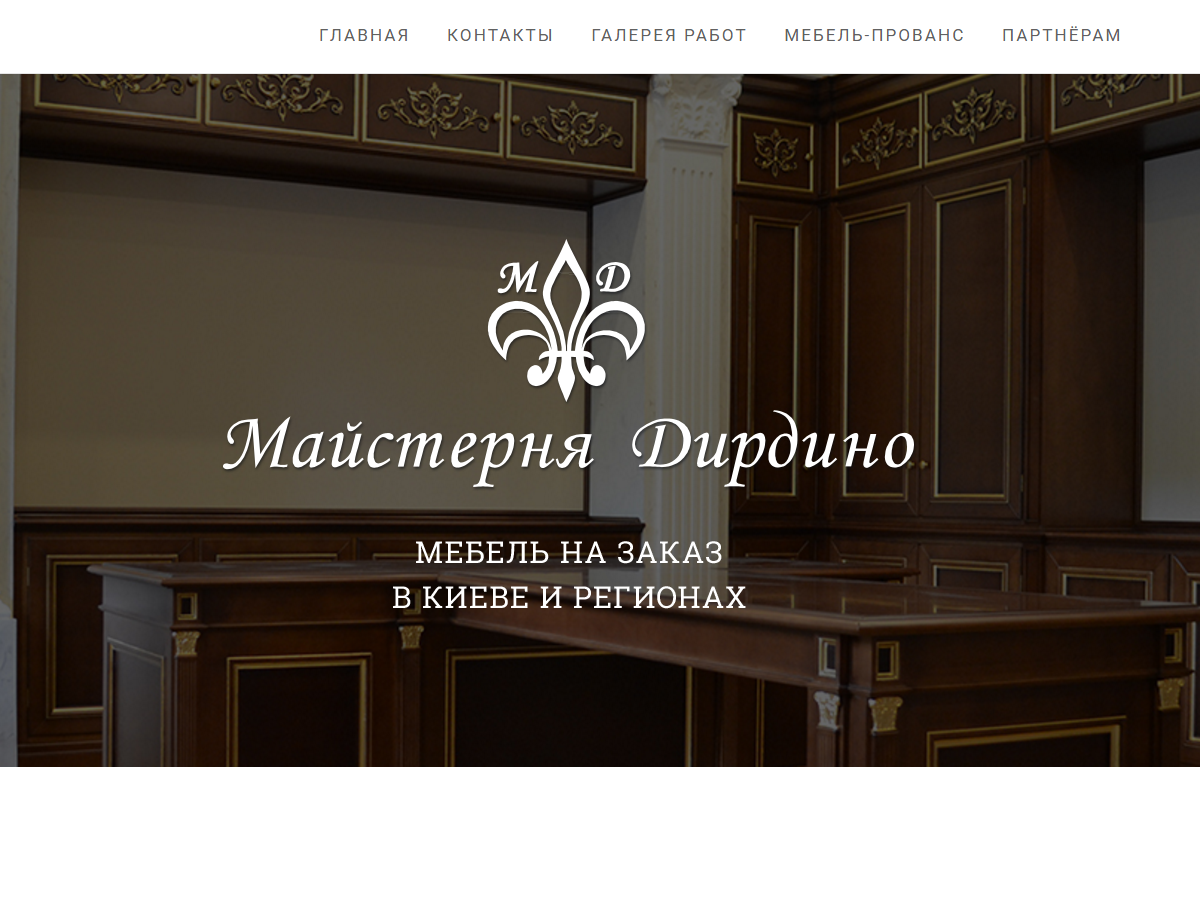 ГЛАВНАЯ КОНТАКТЫ ГАЛЕРЕЯ РАБОТ МЕБЕЛЬ-ПРОВАНС ПАРТНЁРАМ
М D
Майстерня Дирдино
МЕБЕЛЬ НА ЗАКАЗ
В КИЕВЕ И РЕГИОНАХ